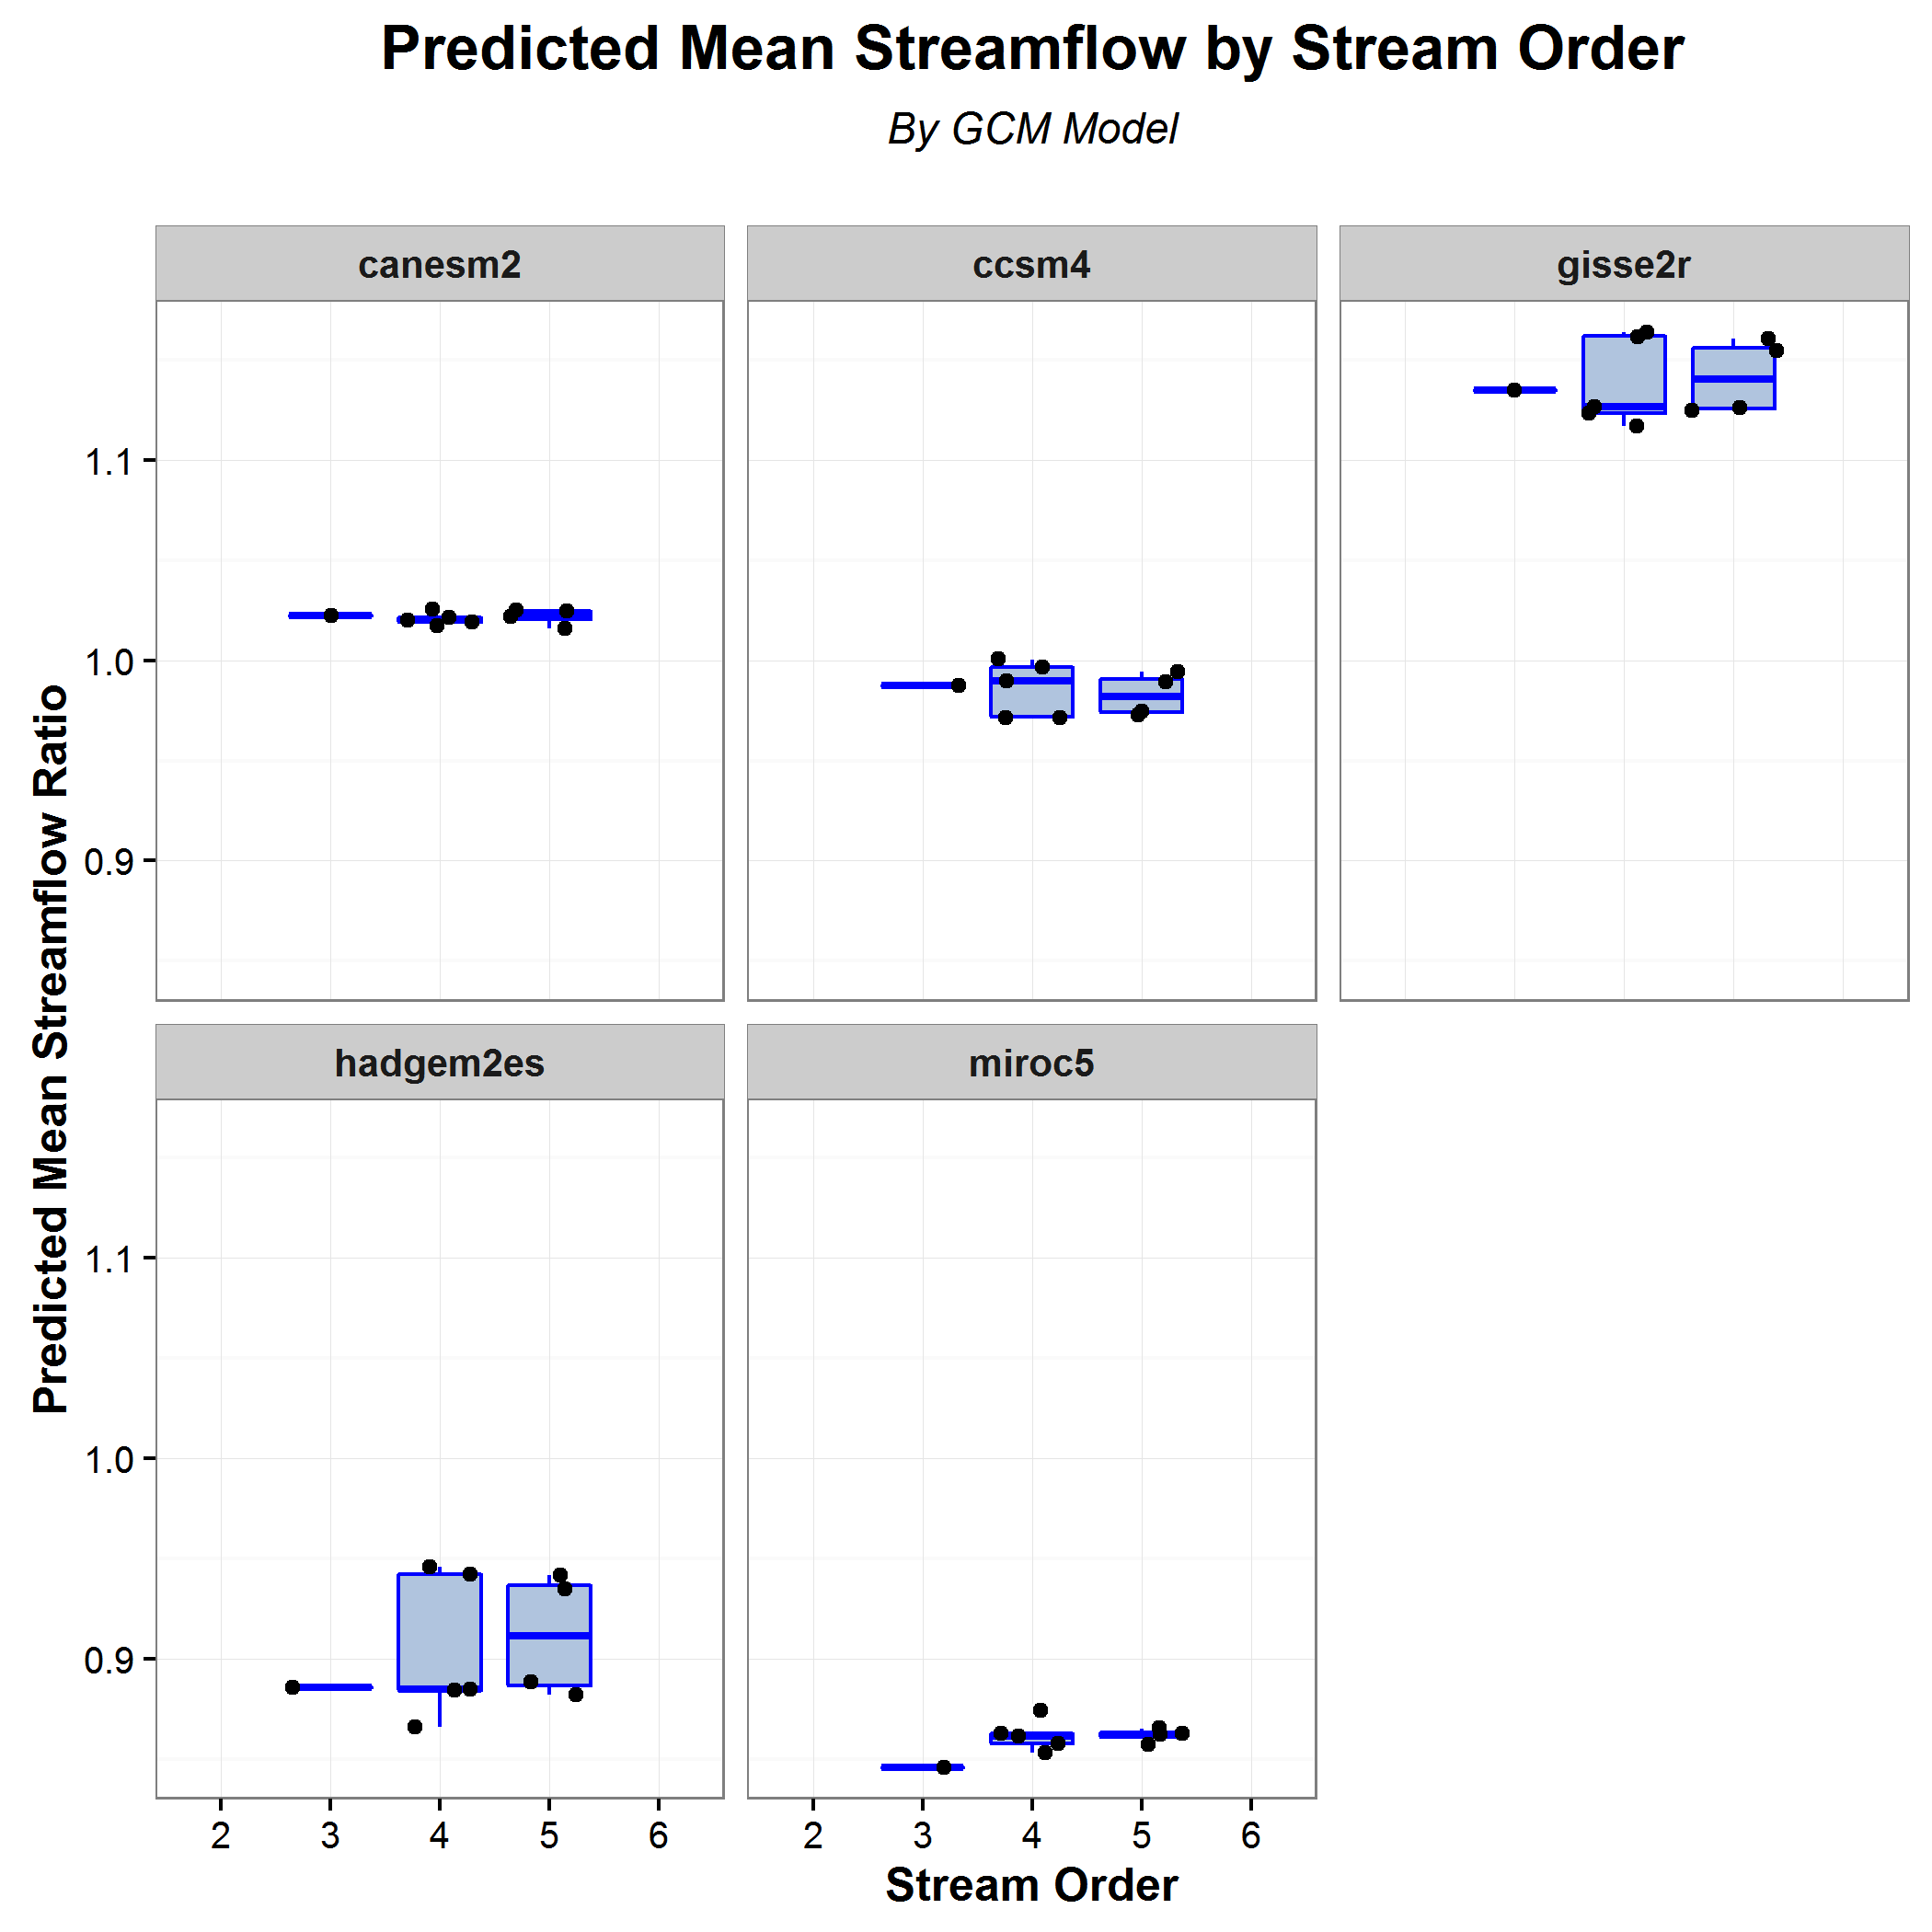 Predicted Mean Streamflow by Stream Order
By GCM Model
canesm2
ccsm4
gisse2r
1.1
1.0
0.9
Predicted Mean Streamflow Ratio
hadgem2es
miroc5
1.1
1.0
0.9
2 3 4 5 6
2 3 4 5 6
Stream Order